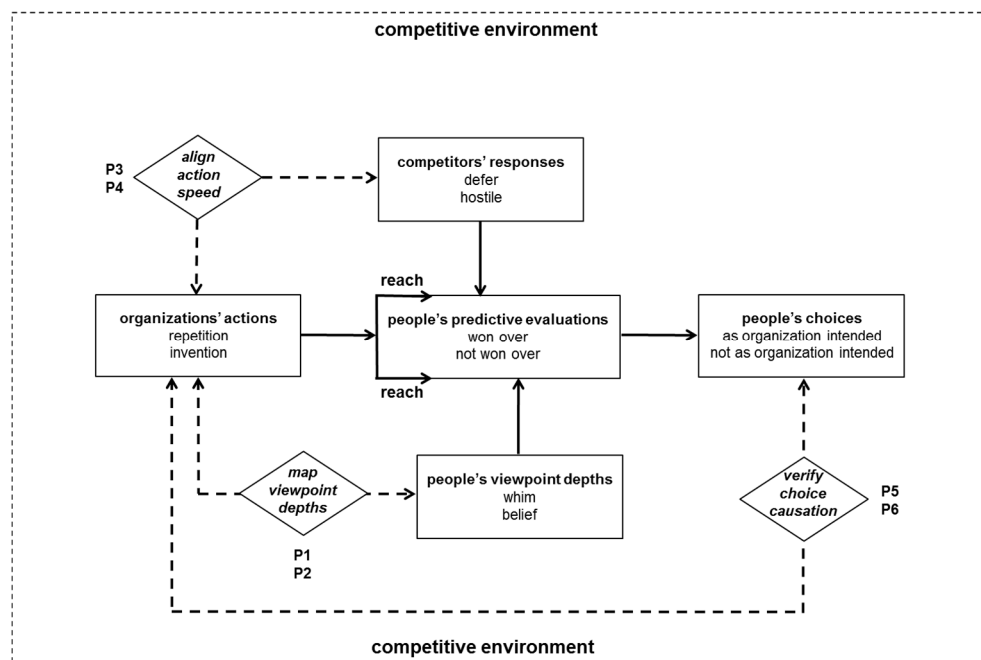 competitive environment
P3
P4
align
action
speed
competitors' responses
defer
hostile
reach
organizations' actions
repetition
invention
people's predictive evaluations
won over
not won over
people's choices
as organization intended
not as organization intended
reach
map
viewpoint
depths
P1
P2
people's viewpoint depths
whim
belief
verify
choice
causation
P5
P6
competitive environment